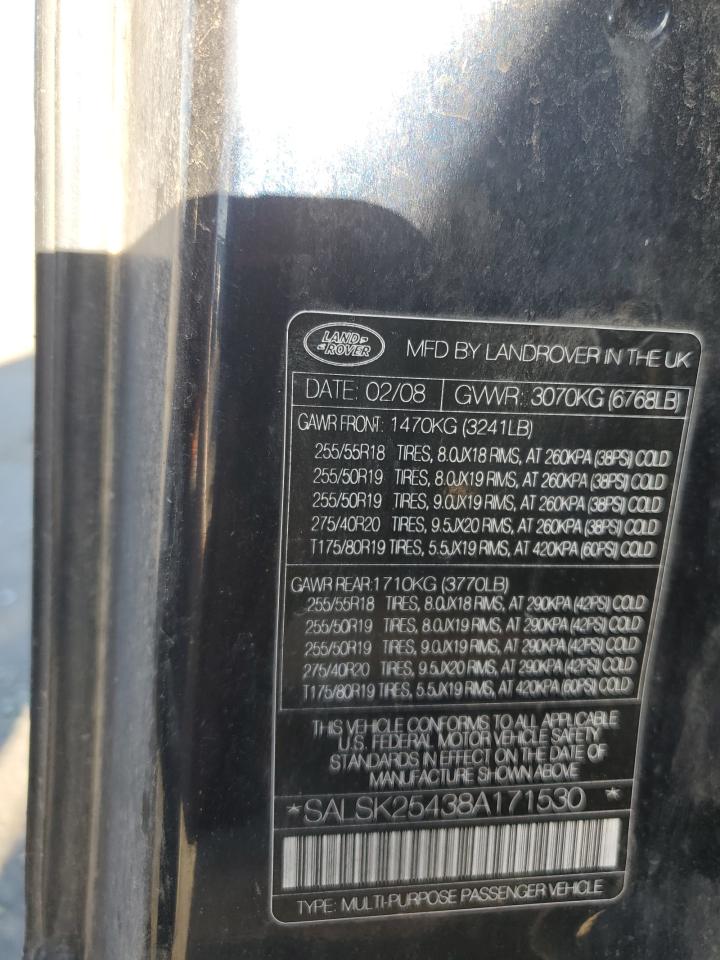 LAND ROVER
MFD BY LANDROVER IN THE UK
DATE: 02/08 GWWR: 3070KG (6768LB)
GAWR FRONT: 1470KG (3241LB)
255/55R18 TIRES, 8.0JX18 RIMS, AT 260KPA (38PSI) COLD
255/50R19 TIRES, 8.0JX19 RIMS, AT 260KPA (38PSI) COLD
255/50R19 TIRES, 9.0JX19 RIMS, AT 260KPA (38PSI) COLD
275/40R20 TIRES, 9.5JX20 RIMS, AT 260KPA (38PSI) COLD
T175/80R19 TIRES, 5.5JX19 RIMS, AT 420KPA (60PSI) COLD
GAWR REAR:1710KG (3770LB)
255/55R18 TIRES, 8.0JX18 RIMS, AT 290KPA (42PSI) COLD
255/50R19 TIRES, 8.0JX19 RIMS, AT 290KPA (42PSI) COLD
255/50R19 TIRES, 9.0JX19 RIMS, AT 290KPA (42PSI) COLD
275/40R20 TIRES, 9.5JX20 RIMS, AT 290KPA (42PSI) COLD
T175/80R19 TIRES, 5.5JX19 RIMS, AT 420KPA (60PSI) COLD
THIS VEHICLE CONFORMS TO ALL APPLICABLE
U.S. FEDERAL MOTOR VEHICLE SAFETY
STANDARDS IN EFFECT ON THE DATE OF
MANUFACTURE SHOWN ABOVE
*SALSK25438A171530 *
TYPE: MULTI-PURPOSE PASSENGER VEHICLE